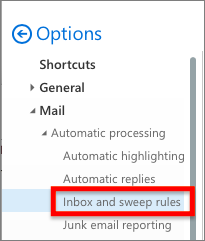 Options
Shortcuts
General
Mail
Automatic processing
Automatic highlighting
Automatic replies
Inbox and sweep rules
Junk email reporting